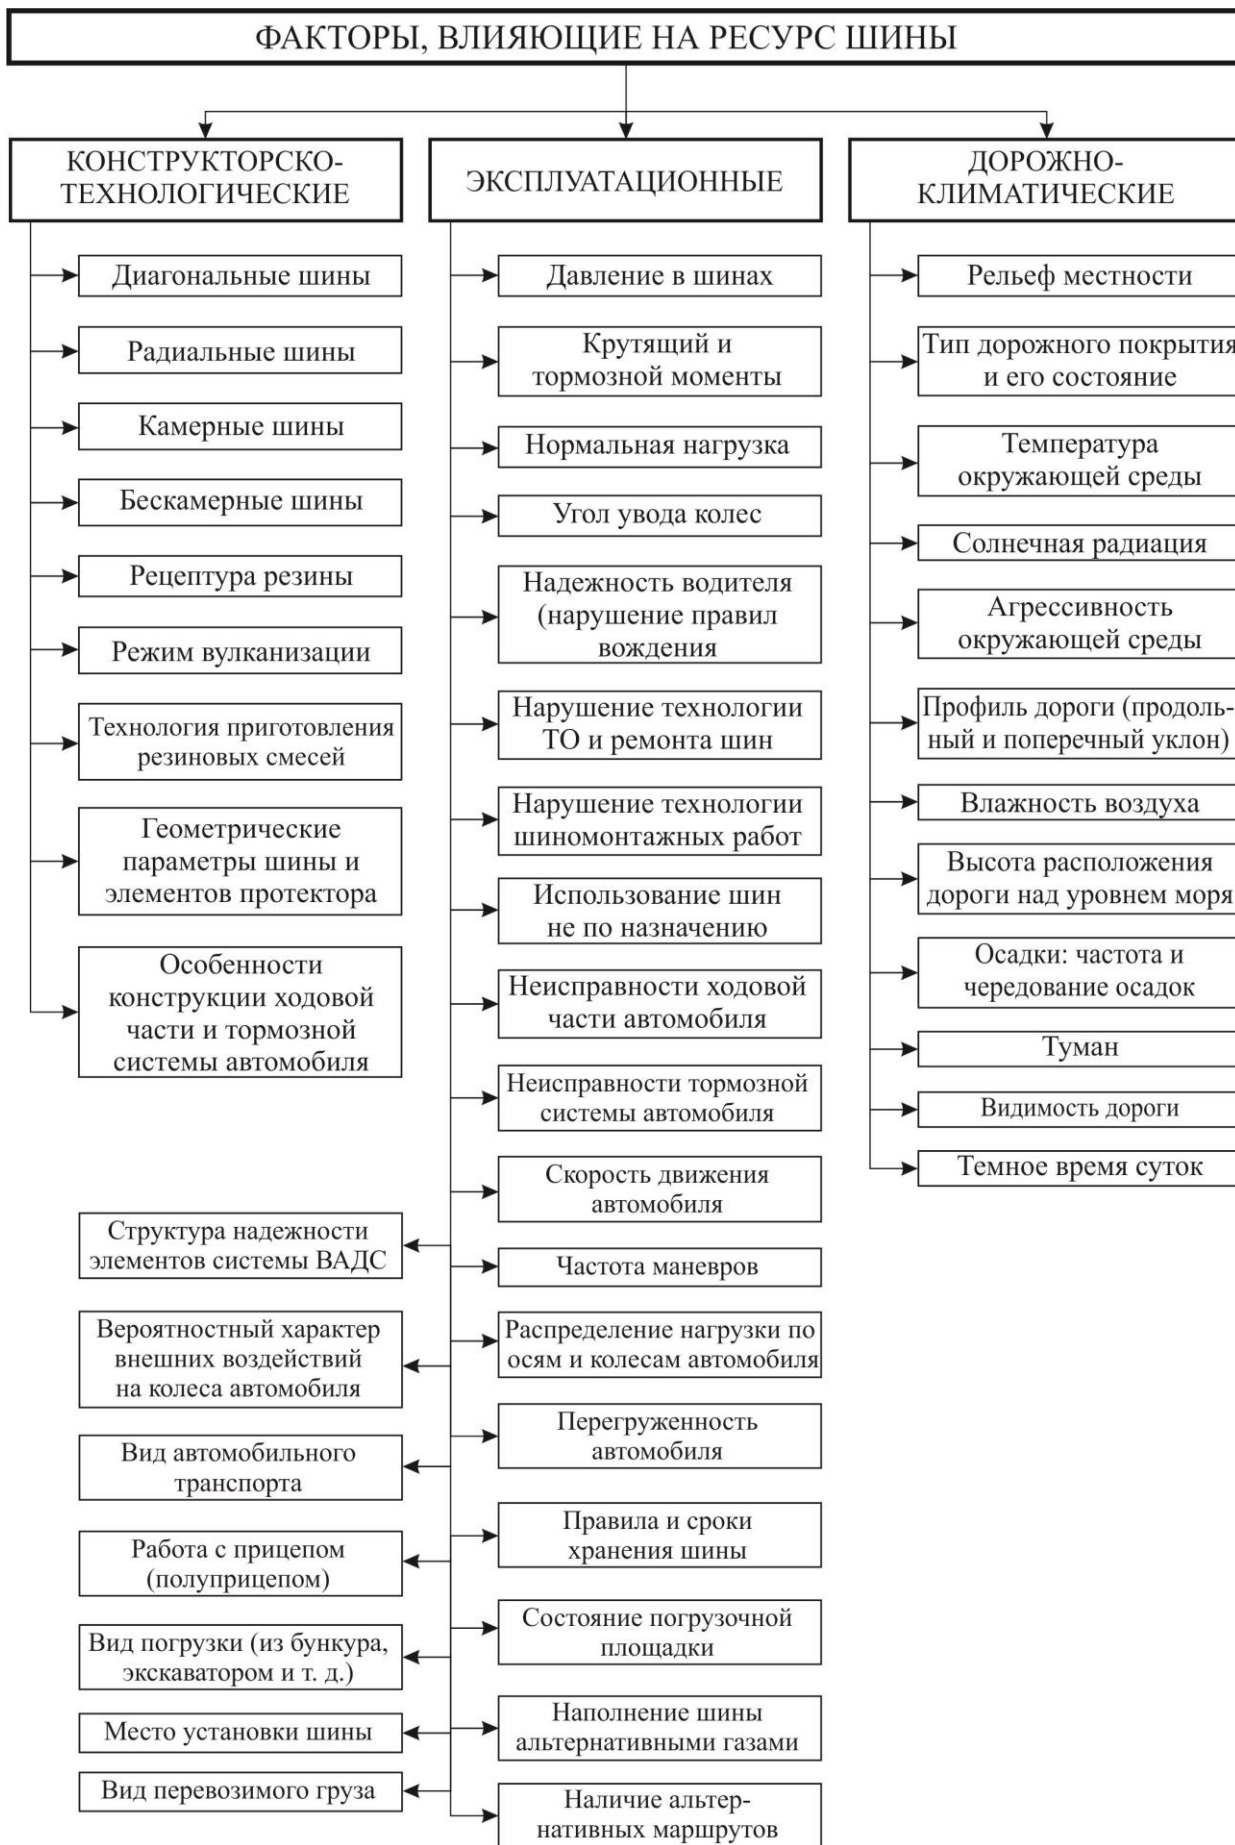 ФАКТОРЫ, ВЛИЯЮЩИЕ НА РЕСУРС ШИНЫ
КОНСТРУКТОРСКО-
ТЕХНОЛОГИЧЕСКИЕ
Диагональные шины
Радиальные шины
Камерные шины
Бескамерные шины
Рецептура резины
Режим вулканизации
Технология приготовления
резиновых смесей
Геометрические
параметры шины и
элементов протектора
Особенности
конструкции ходовой
части и тормозной
системы автомобиля
ЭКСПЛУАТАЦИОННЫЕ
Давление в шинах
Крутящий и
тормозной моменты
Нормальная нагрузка
Угол увода колес
Надежность водителя
(нарушение правил
вождения
Нарушение технологии
ТО и ремонта шин
Нарушение технологии
шиномонтажных работ
Использование шин
не по назначению
Неисправности ходовой
части автомобиля
Неисправности тормозной
системы автомобиля
Скорость движения
автомобиля
Частота маневров
Распределение нагрузки по
осям и колесам автомобиля
Перегруженность
автомобиля
Правила и сроки
хранения шины
Состояние погрузочной
площадки
Наполнение шины
альтернативными газами
Наличие альтер-
нативных маршрутов
Структура надежности
элементов системы ВАДС
Вероятностный характер
внешних воздействий
на колеса автомобиля
Вид автомобильного
транспорта
Работа с прицепом
(полуприцепом)
Вид погрузки (из бункура,
экскаватором и т. д.)
Место установки шины
Вид перевозимого груза
ДОРОЖНО-
КЛИМАТИЧЕСКИЕ
Рельеф местности
Тип дорожного покрытия
и его состояние
Температура
окружающей среды
Солнечная радиация
Агрессивность
окружающей среды
Профиль дороги (продоль-
ный и поперечный уклон)
Влажность воздуха
Высота расположения
дороги над уровнем моря
Осадки: частота и
чередование осадок
Туман
Видимость дороги
Темное время суток